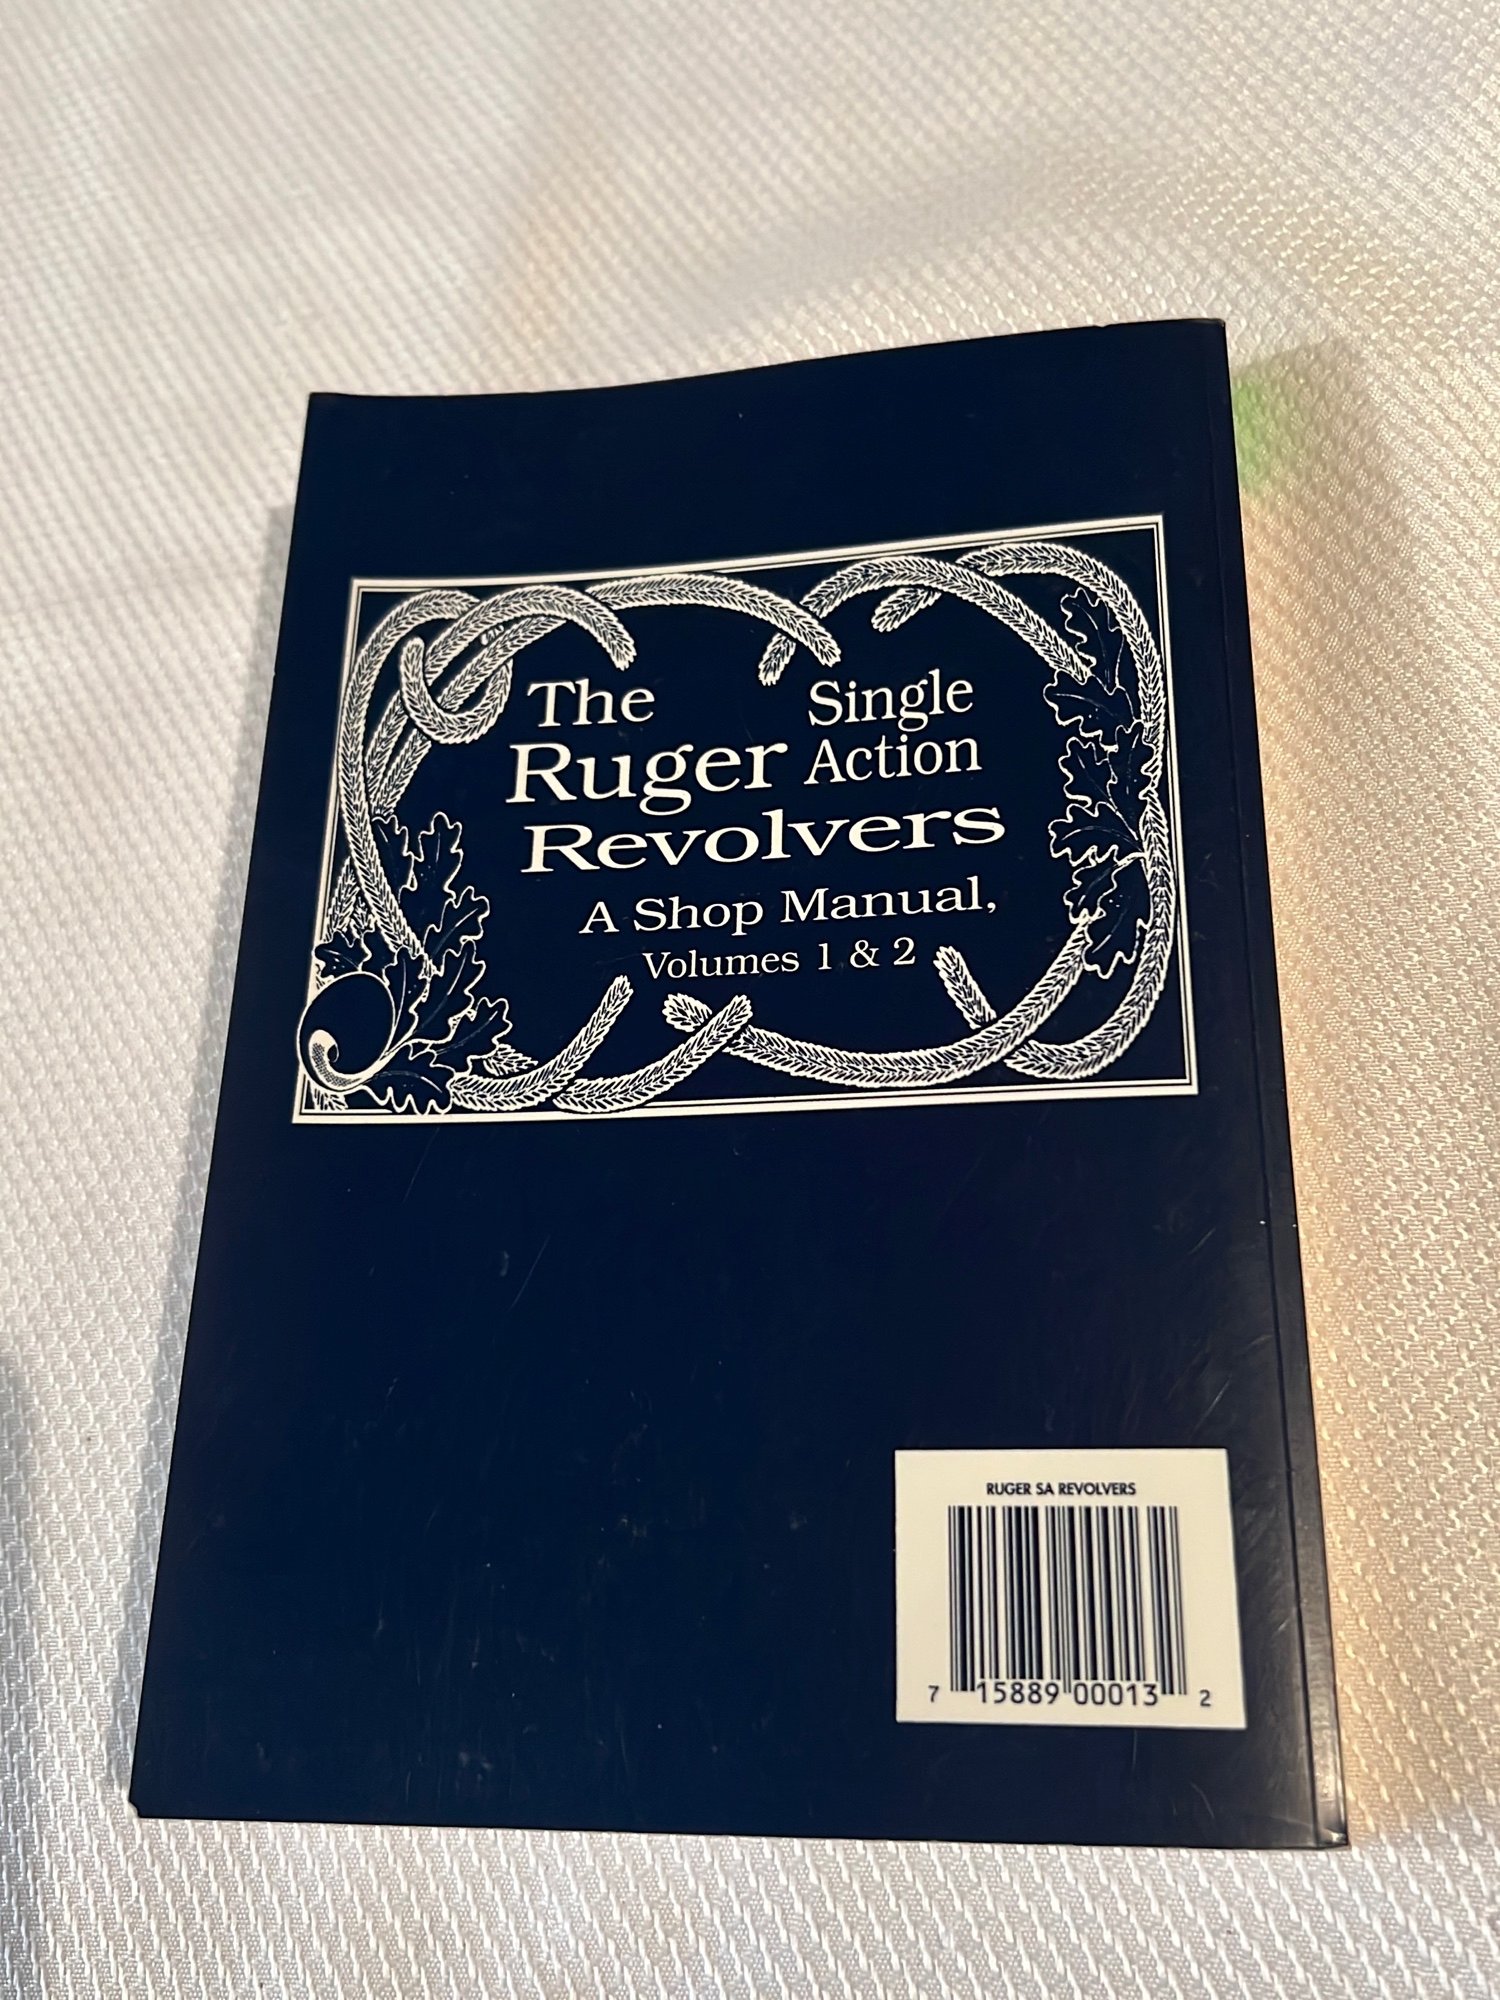 The Single
Ruger Action
Revolvers
A Shop Manual,
Volumes 1 & 2
RUGER SA REVOLVERS
7 15889 00013 2